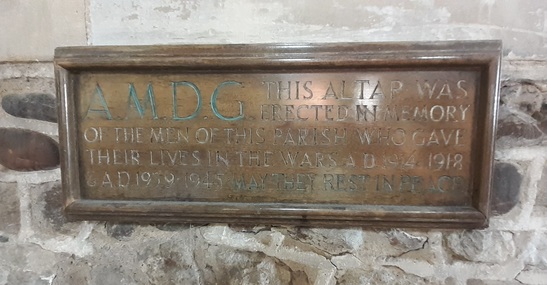 A.M.D.G. THIS ALTAR WAS
ERECTED IN MEMORY
OF THE MEN OF THIS PARISH WHO GAVE
THEIR LIVES IN THE WARS A.D. 1914-1918
& A.D. 1939-1945 MAY THEY REST IN PEACE